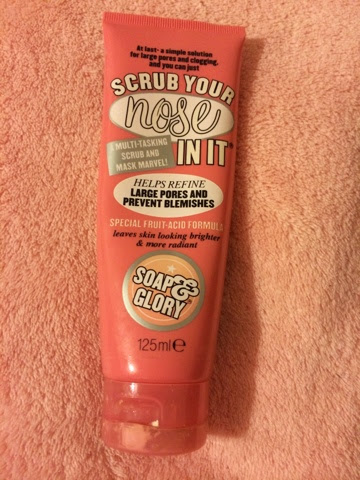 At last- a simple solution
for large pores and clogging,
and you can just
SCRUB YOUR
nose
IN IT™
A MULTI-TASKING
SCRUB AND
MASK MARVEL!
HELPS REFINE
LARGE PORES AND
PREVENT BLEMISHES
SPECIAL FRUIT-ACID FORMULA
leaves skin looking brighter
& more radiant
SOAP &
GLORY™
125ml℮